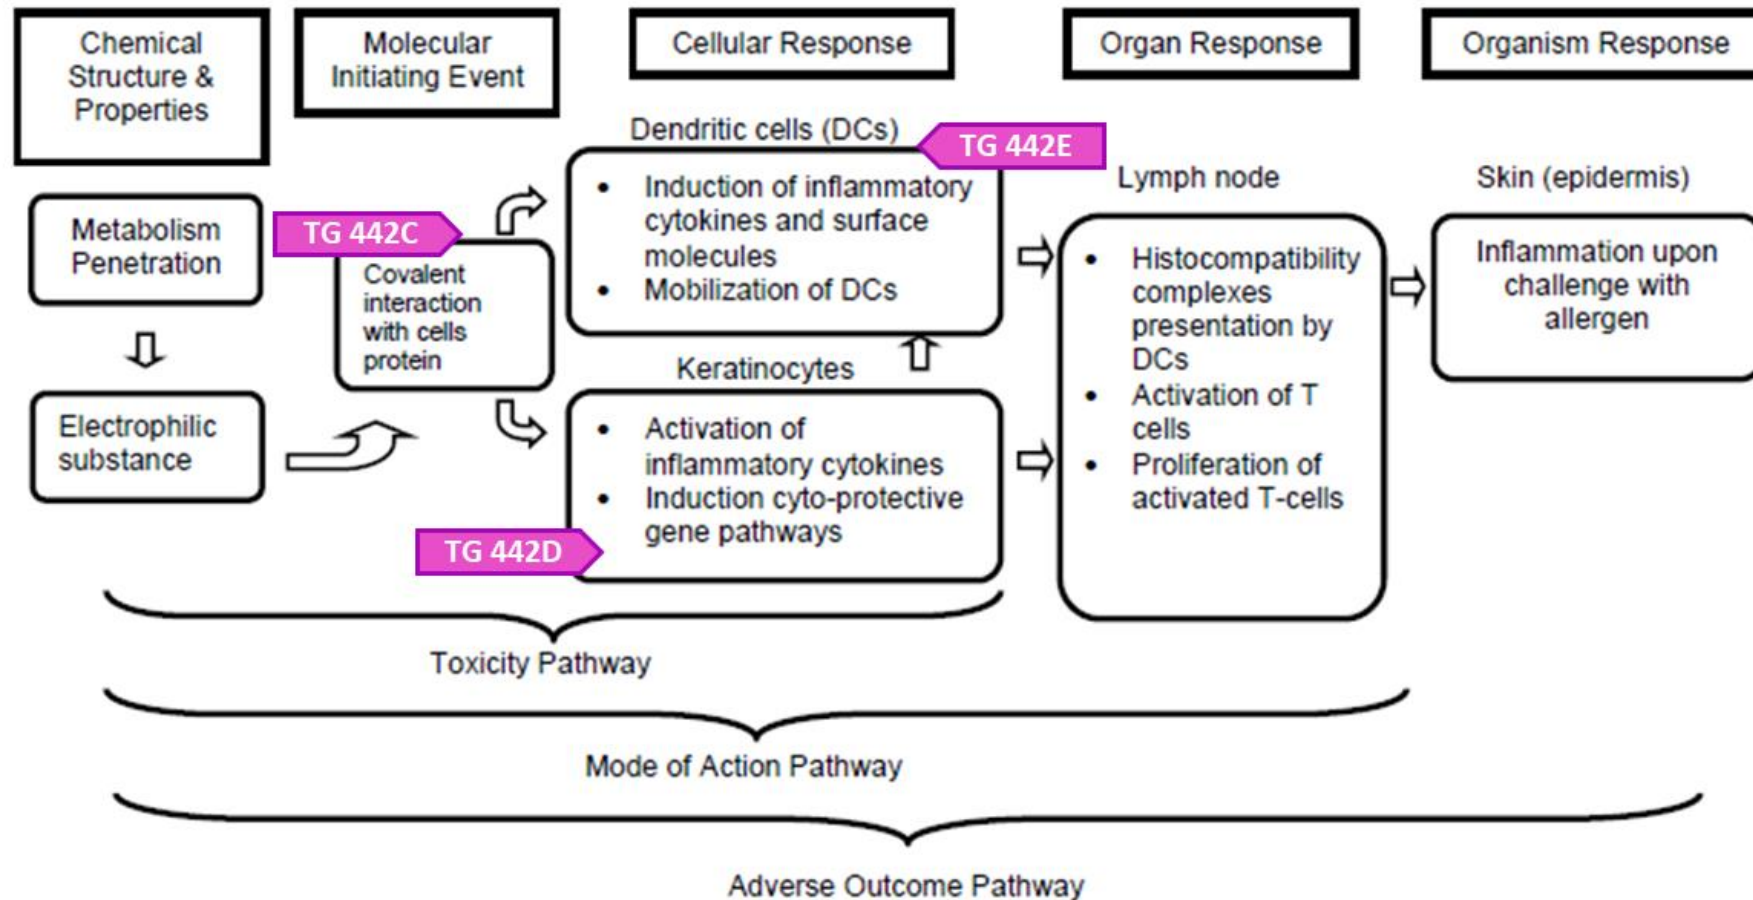 Chemical
Structure &
Properties
Molecular
Initiating Event
Cellular Response
Organ Response
Organism Response
Metabolism
Penetration
Electrophilic
substance
TG 442C
Covalent
interaction
with cells
protein
Dendritic cells (DCs)
TG 442E
• Induction of inflammatory
cytokines and surface
molecules
• Mobilization of DCs
Keratinocytes
• Activation of
inflammatory cytokines
• Induction cyto-protective
gene pathways
TG 442D
Lymph node
• Histocompatibility
complexes
presentation by
DCs
• Activation of T
cells
• Proliferation of
activated T-cells
Skin (epidermis)
Inflammation upon
challenge with
allergen
Toxicity Pathway
Mode of Action Pathway
Adverse Outcome Pathway